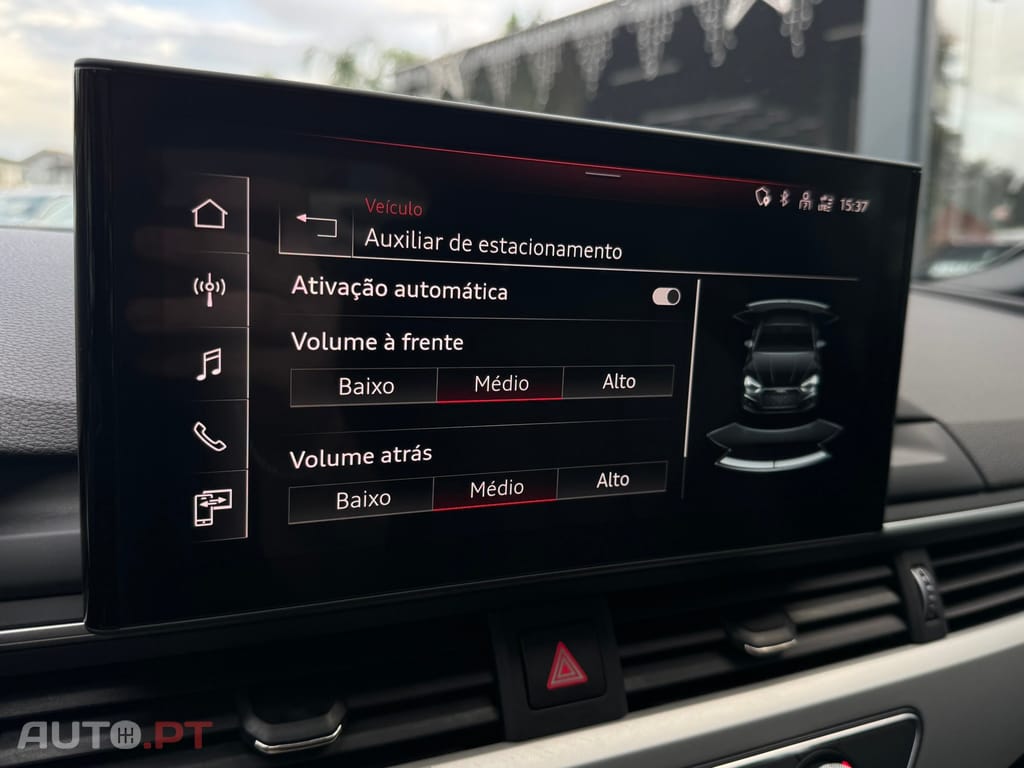 15:37
Veículo
Auxiliar de estacionamento
Ativação automática
Volume à frente
Baixo Médio Alto
Volume atrás
Baixo Médio Alto
AUTO.PT